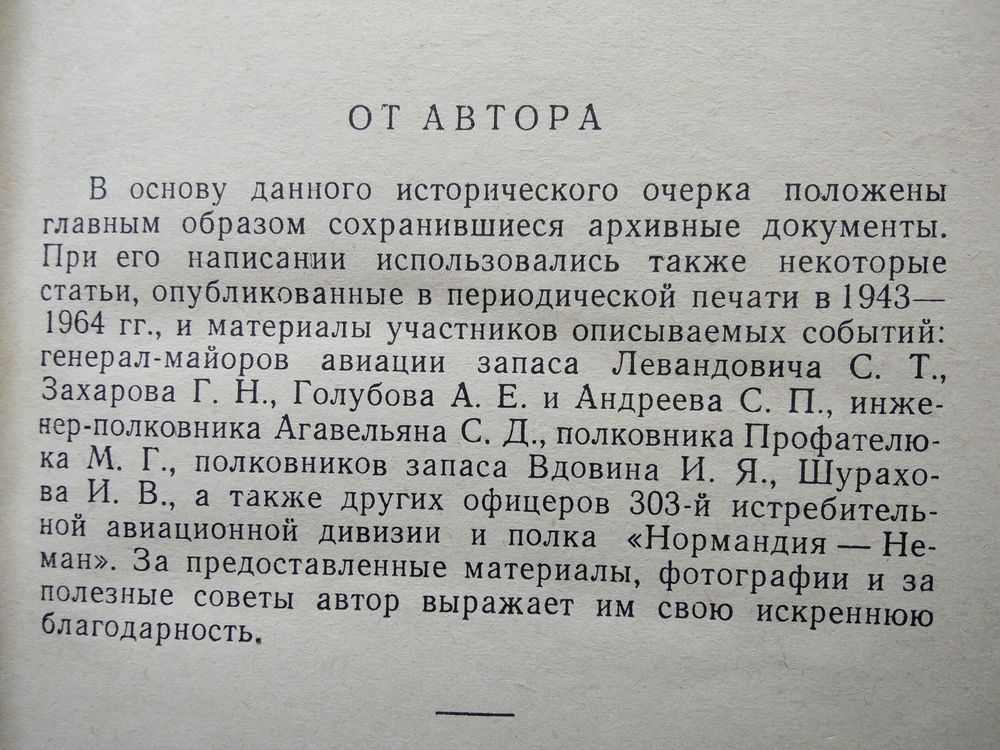 ОТ АВТОРА
В основу данного исторического очерка положены
главным образом сохранившиеся архивные документы.
При его написании использовались также некоторые
статьи, опубликованные в периодической печати в 1943—
1964 гг., и материалы участников описываемых событий:
генерал-майоров авиации запаса Левандовича С. Т.,
Захарова Г. Н., Голубова А. Е. и Андреева С. П., инже-
нер-полковника Агавельяна С. Д., полковника Профателю-
ка М. Г., полковников запаса Вдовина И. Я., Шурахо-
ва И. В., а также других офицеров 303-й истребитель-
ной авиационной дивизии и полка «Нормандия — Не-
ман». За предоставленные материалы, фотографии и за
полезные советы автор выражает им свою искреннюю
благодарность.